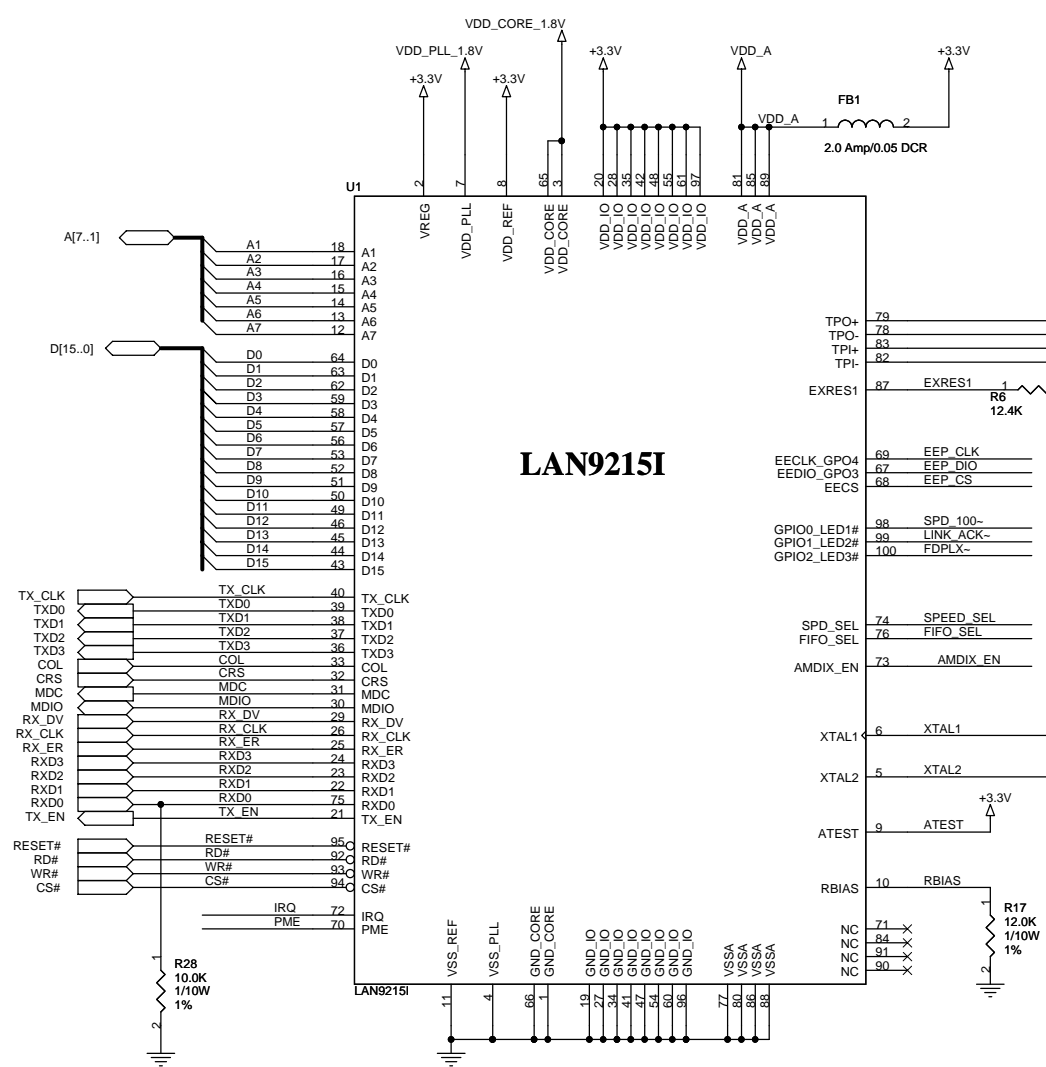 VDD_CORE_1.8V
VDD_PLL_1.8V
+3.3V
VDD_A
+3.3V
+3.3V
+3.3V
FB1
VDD_A
1
2
2.0 Amp/0.05 DCR
U1
2
7
8
65
3
20
28
35
42
48
55
61
97
81
85
89
VREG
VDD_PLL
VDD_REF
VDD_CORE
VDD_CORE
VDD_IO
VDD_IO
VDD_IO
VDD_IO
VDD_IO
VDD_IO
VDD_IO
VDD_IO
VDD_A
VDD_A
VDD_A
A[7..1]
A1 18 A1
A2 17 A2
A3 16 A3
A4 15 A4
A5 14 A5
A6 13 A6
A7 12 A7
D[15..0]
D0 64 D0
D1 63 D1
D2 62 D2
D3 59 D3
D4 58 D4
D5 57 D5
D6 56 D6
D7 53 D7
D8 52 D8
D9 51 D9
D10 50 D10
D11 49 D11
D12 46 D12
D13 45 D13
D14 44 D14
D15 43 D15
TX_CLK TX_CLK 40 TX_CLK
TXD0 TXD0 39 TXD0
TXD1 TXD1 38 TXD1
TXD2 TXD2 37 TXD2
TXD3 TXD3 36 TXD3
COL COL 33 COL
CRS CRS 32 CRS
MDC MDC 31 MDC
MDIO MDIO 30 MDIO
RX_DV RX_DV 29 RX_DV
RX_CLK RX_CLK 26 RX_CLK
RX_ER RX_ER 25 RX_ER
RXD3 RXD3 24 RXD3
RXD2 RXD2 23 RXD2
RXD1 RXD1 22 RXD1
RXD0 RXD0 75 RXD0
TX_EN TX_EN 21 TX_EN
RESET# RESET# 95 RESET#
RD# RD# 92 RD#
WR# WR# 93 WR#
CS# CS# 94 CS#
IRQ 72 IRQ
PME 70 PME
1
R28
10.0K
1/10W
1%
2
LAN9215I
TPO+ 79
TPO- 78
TPI+ 83
TPI- 82
EXRES1 87 EXRES1 1
R6
12.4K
EECLK_GPO4 69 EEP_CLK
EEDIO_GPO3 67 EEP_DIO
EECS 68 EEP_CS
GPIO0_LED1# 98 SPD_100~
GPIO1_LED2# 99 LINK_ACK~
GPIO2_LED3# 100 FDPLX~
SPD_SEL 74 SPEED_SEL
FIFO_SEL 76 FIFO_SEL
AMDIX_EN 73 AMDIX_EN
XTAL1 6 XTAL1
XTAL2 5 XTAL2
+3.3V
ATEST 9 ATEST
RBIAS 10 RBIAS
1
R17
12.0K
1/10W
1%
2
NC 71
NC 84
NC 91
NC 90
VSS_REF
VSS_PLL
GND_CORE
GND_CORE
GND_IO
GND_IO
GND_IO
GND_IO
GND_IO
GND_IO
GND_IO
GND_IO
VSSA
VSSA
VSSA
VSSA
LAN9215I
11
4
66
1
19
27
34
41
47
54
60
96
77
80
86
88